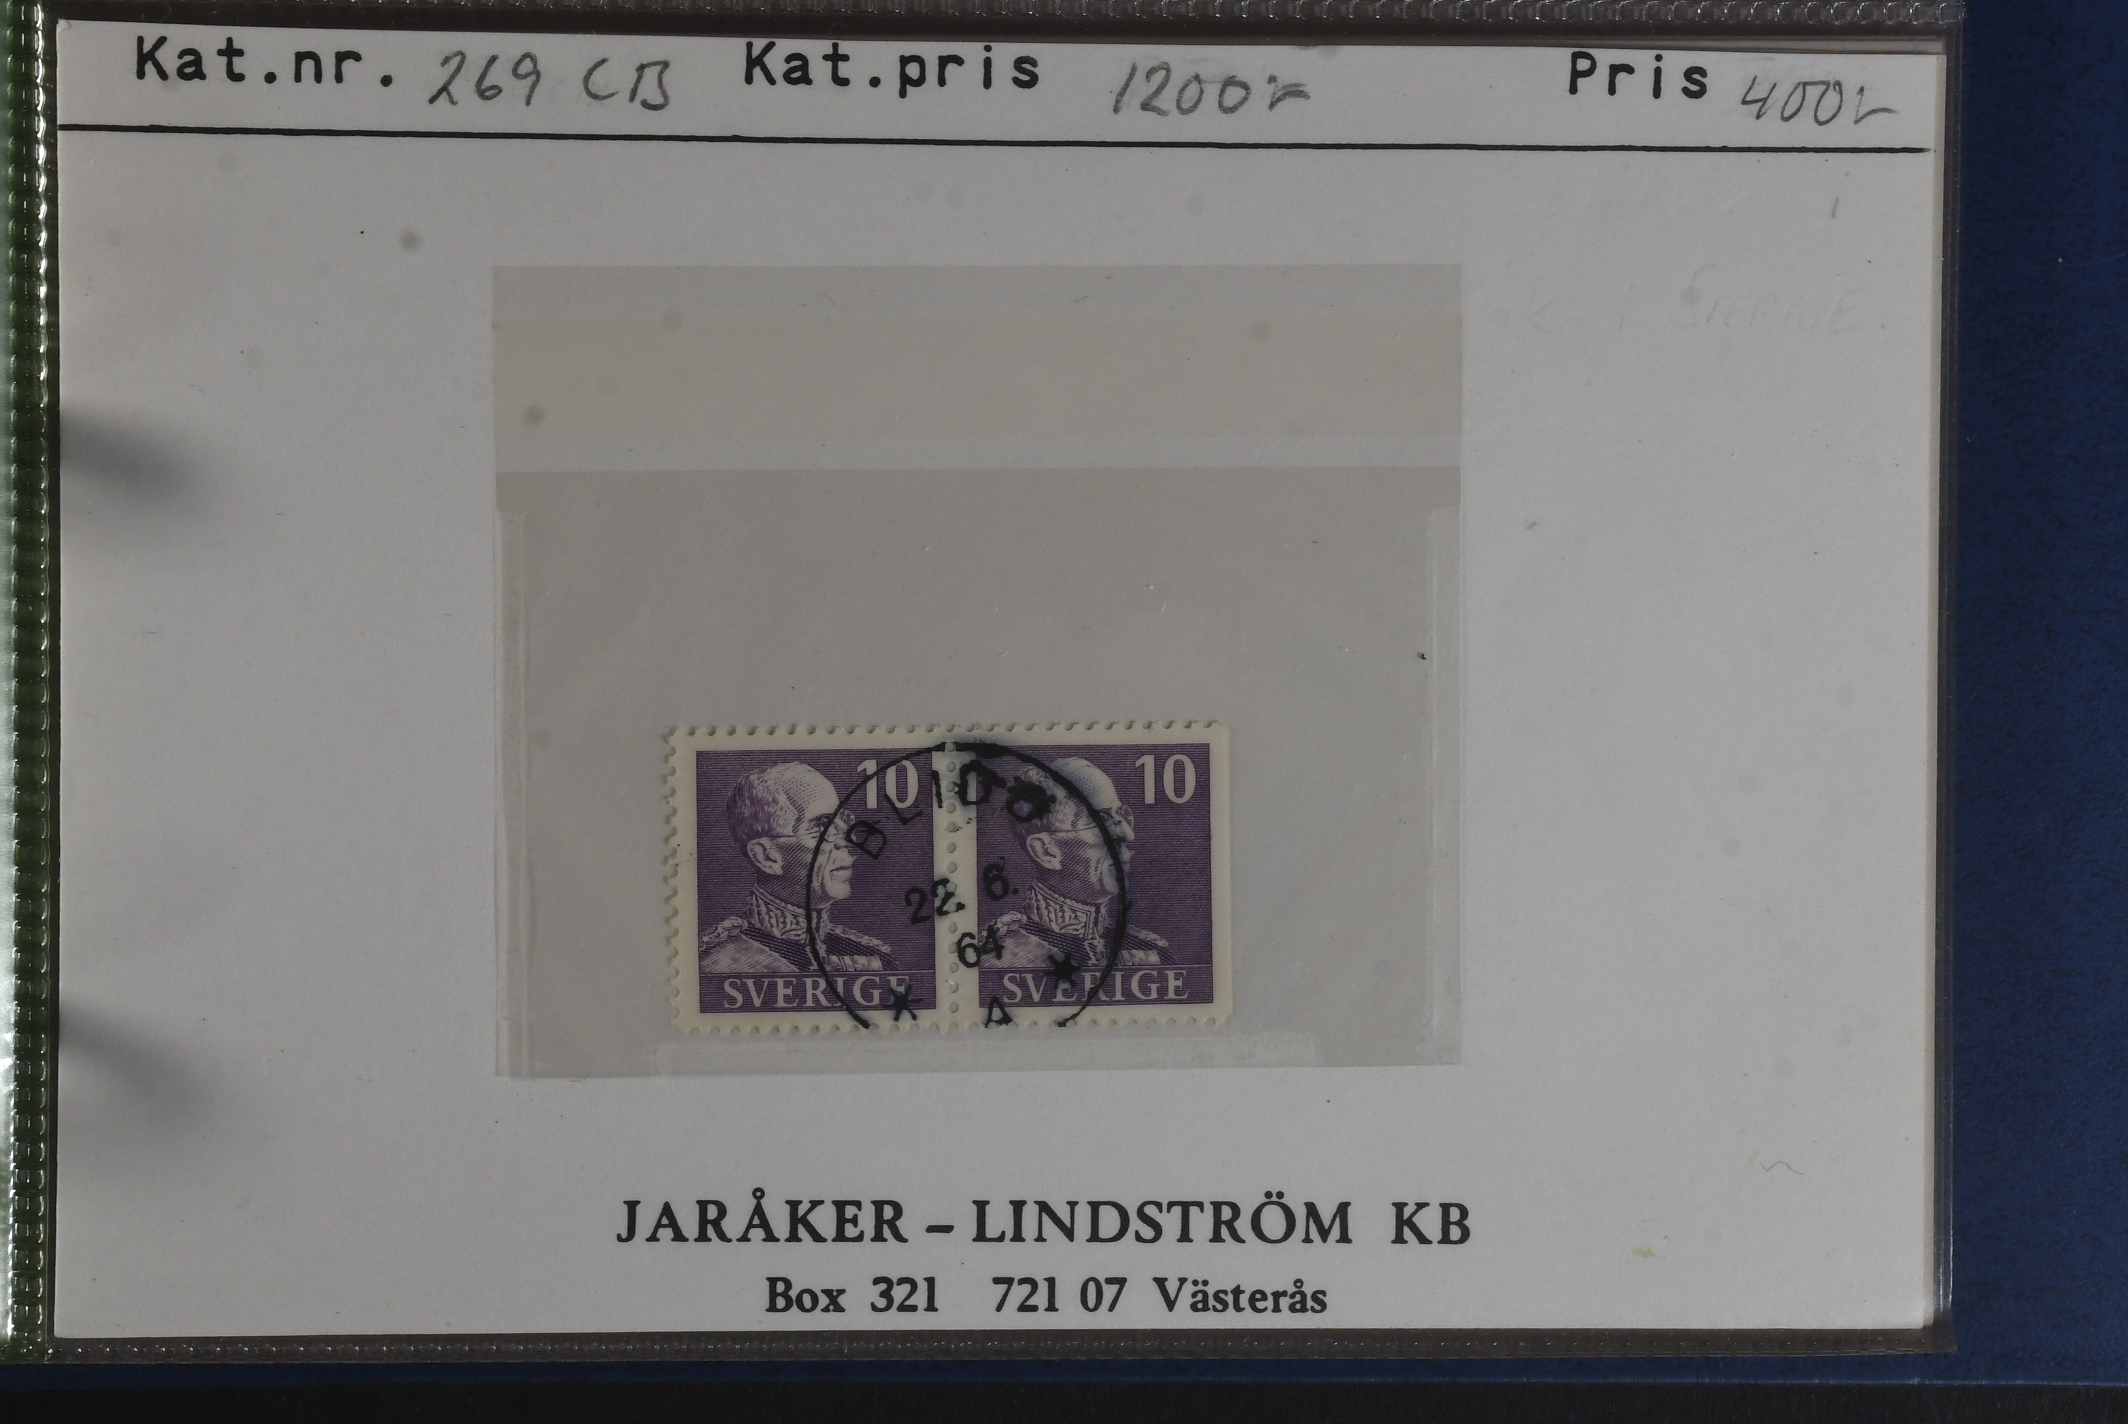 Kat.nr. 269 CB Kat.pris 1200:- Pris 400:-
10 10
BLIDÖ
22. 6.
64
* A *
SVERIGE SVERIGE
JARÅKER – LINDSTRÖM KB
Box 321 721 07 Västerås